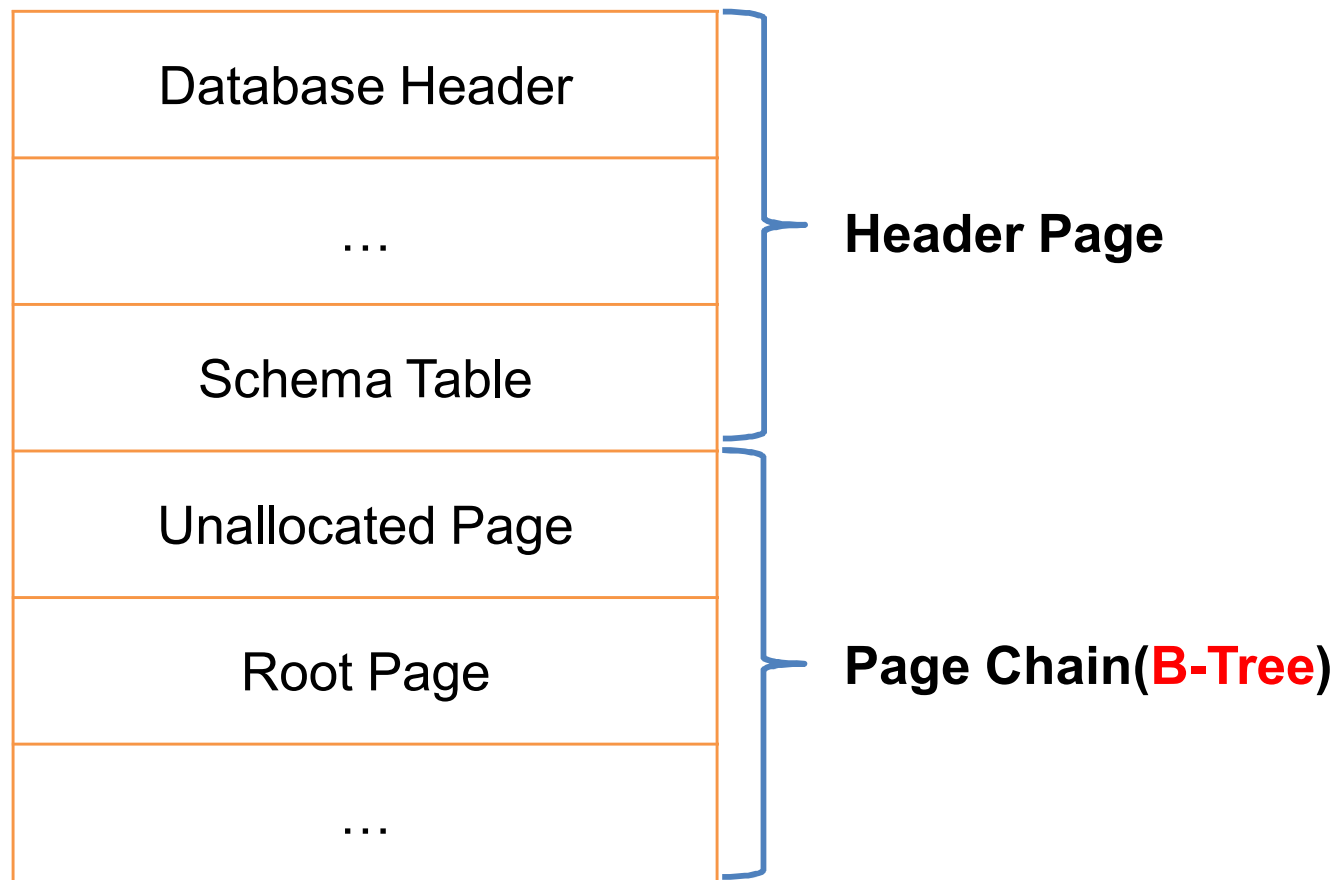 Database Header
…
Header Page
Schema Table
Unallocated Page
Root Page
Page Chain(B-Tree)
…